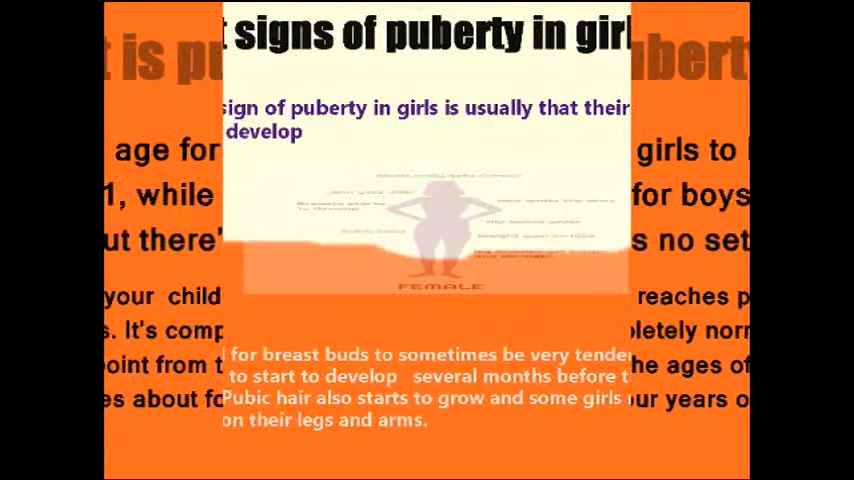 t signs of puberty in girl
t is pu
uberty
sign of puberty in girls is usually that their
develop
age for
girls to
1, while
for boys
ut there'
s no set
FEMALE
your child
reaches p
s. It's comp
letely norr
point from t
he ages of
es about fo
our years o
for breast buds to sometimes be very tender
to start to develop several months before t
Pubic hair also starts to grow and some girls
on their legs and arms.